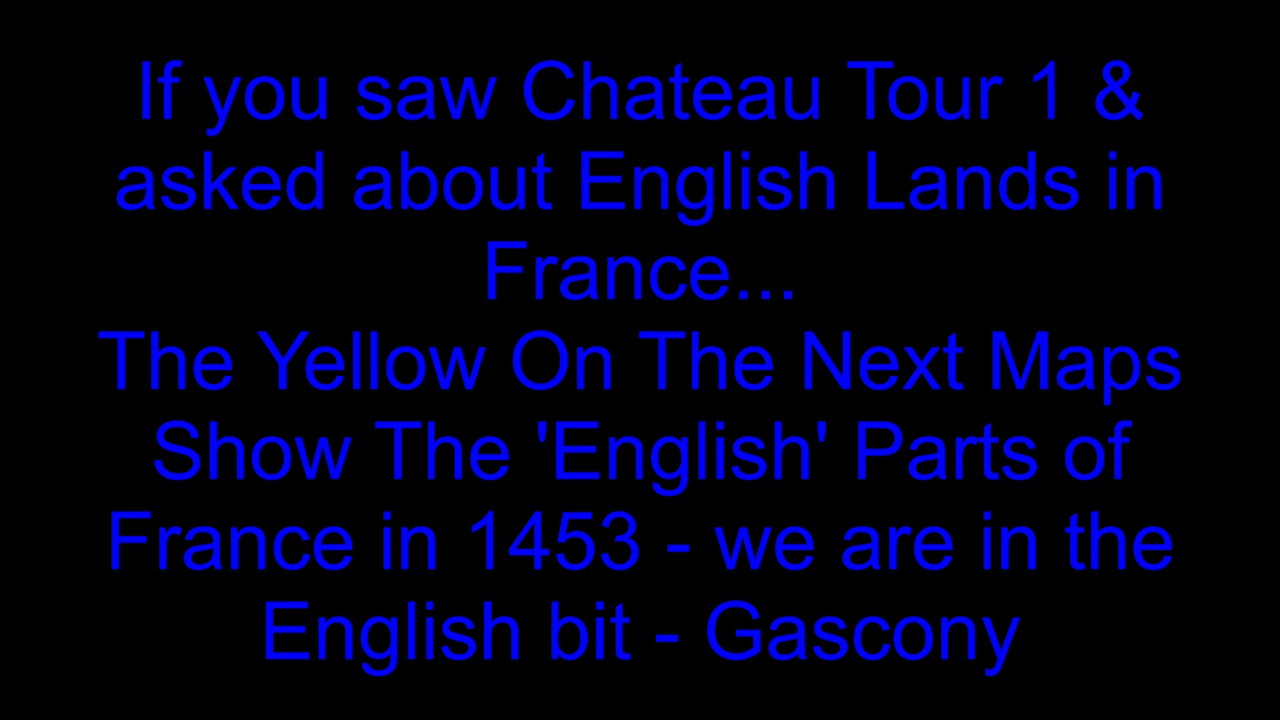 If you saw Chateau Tour 1 &
asked about English Lands in
France...
The Yellow On The Next Maps
Show The 'English' Parts of
France in 1453 - we are in the
English bit - Gascony